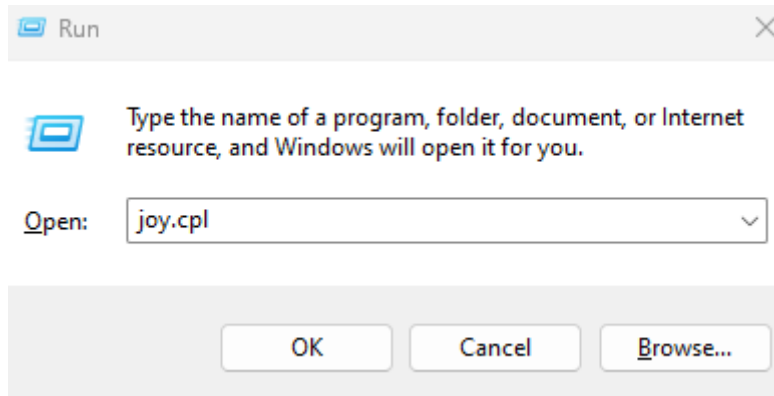 Run
Type the name of a program, folder, document, or Internet
resource, and Windows will open it for you.
Open: joy.cpl
OK Cancel Browse...